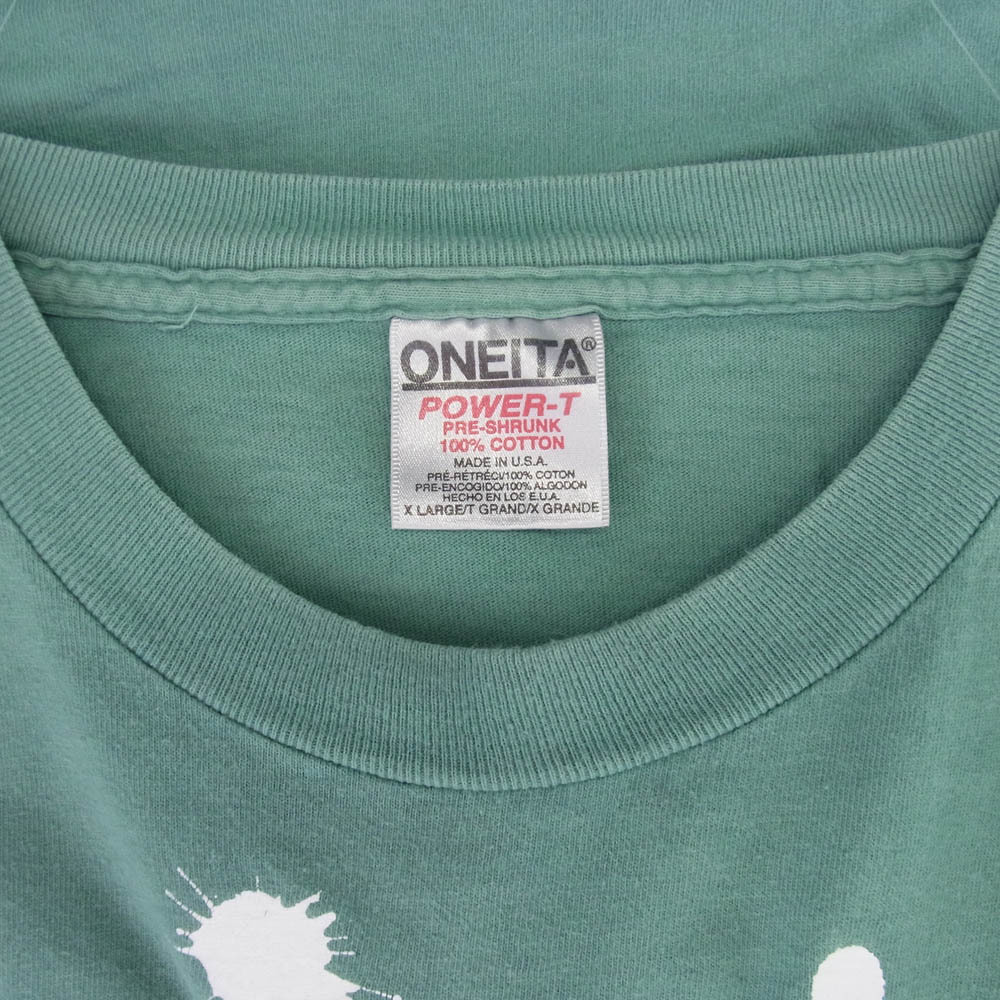 ONEITA®
POWER-T
PRE-SHRUNK
100% COTTON
MADE IN U.S.A.
PRÉ-RÉTRÉCI/100% COTON
PRE-ENCOGIDO/100% ALGODON
HECHO EN LOS E.U.A.
X LARGE/T GRAND/X GRANDE